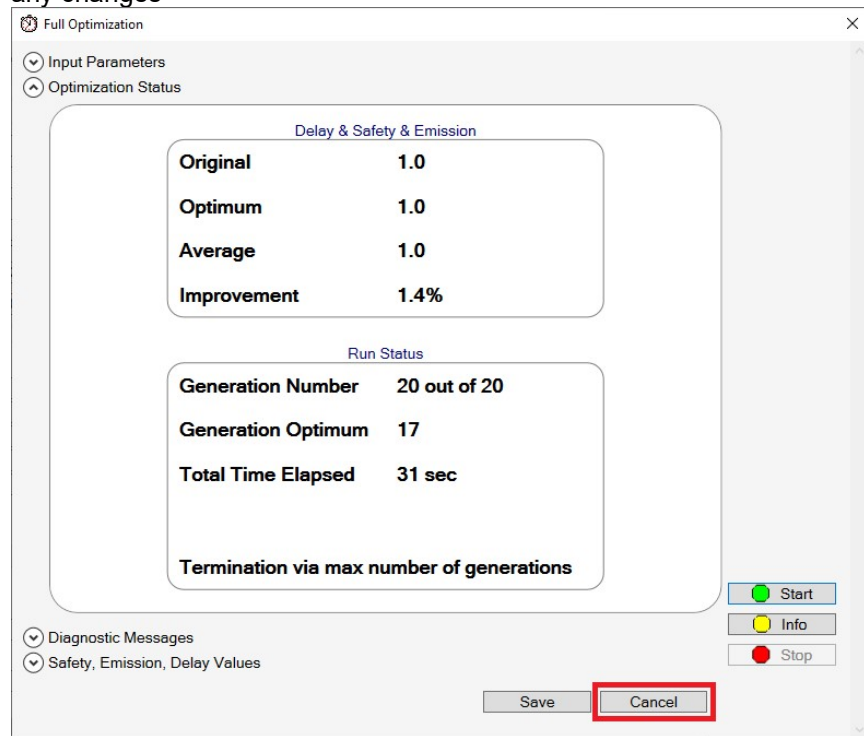 any changes
Full Optimization
Input Parameters
Optimization Status
Delay & Safety & Emission
Original 1.0
Optimum 1.0
Average 1.0
Improvement 1.4%
Run Status
Generation Number 20 out of 20
Generation Optimum 17
Total Time Elapsed 31 sec
Termination via max number of generations
Start
Info
Stop
Diagnostic Messages
Safety, Emission, Delay Values
Save Cancel